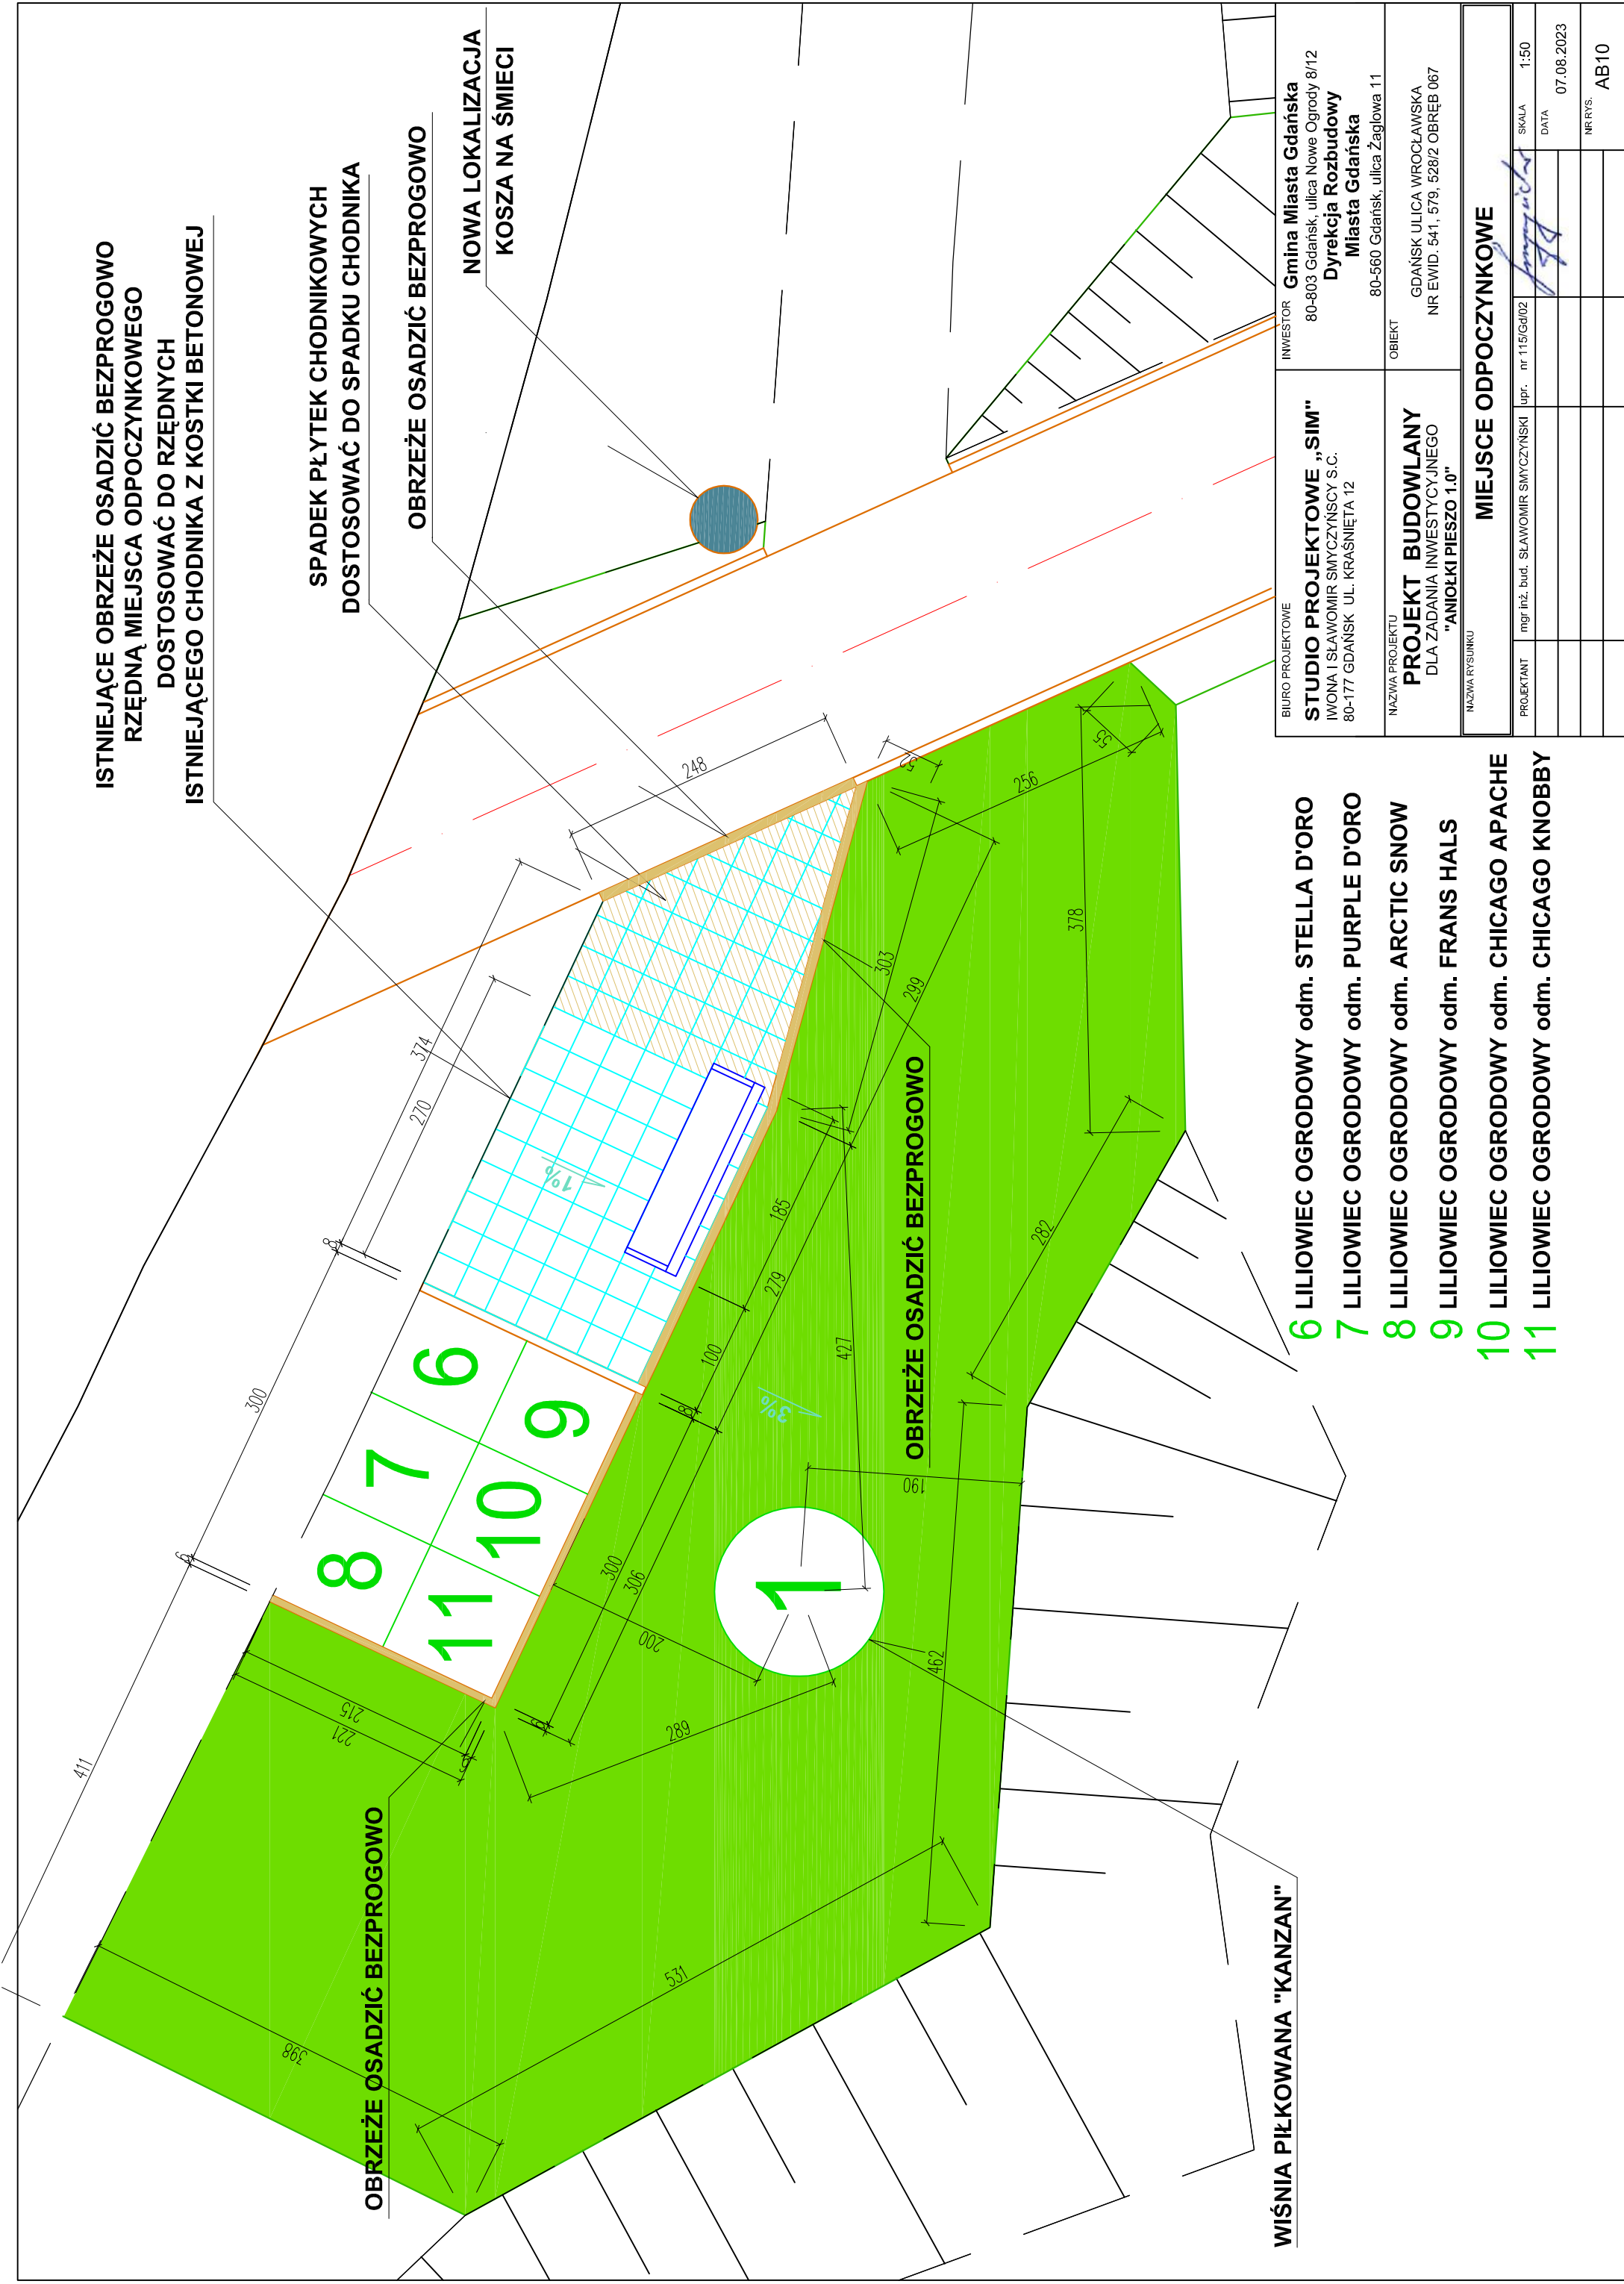 ISTNIEJĄCE OBRZEŻE OSADZIĆ BEZPROGOWO
RZĘDNĄ MIEJSCA ODPOCZYNKOWEGO
DOSTOSOWAĆ DO RZĘDNYCH
ISTNIEJĄCEGO CHODNIKA Z KOSTKI BETONOWEJ
SPADEK PŁYTEK CHODNIKOWYCH
DOSTOSOWAĆ DO SPADKU CHODNIKA
OBRZEŻE OSADZIĆ BEZPROGOWO
NOWA LOKALIZACJA
KOSZA NA ŚMIECI
411
6
300
8
374
270
248
52
256
55
378
303
299
185
279
100
8
427
282
190
462
300
306
200
289
6
215
221
6
398
531
1%
3%
8
7
6
11
10
9
1
OBRZEŻE OSADZIĆ BEZPROGOWO
OBRZEŻE OSADZIĆ BEZPROGOWO
WIŚNIA PIŁKOWANA "KANZAN"
6 LILIOWIEC OGRODOWY odm. STELLA D'ORO
7 LILIOWIEC OGRODOWY odm. PURPLE D'ORO
8 LILIOWIEC OGRODOWY odm. ARCTIC SNOW
9 LILIOWIEC OGRODOWY odm. FRANS HALS
10 LILIOWIEC OGRODOWY odm. CHICAGO APACHE
11 LILIOWIEC OGRODOWY odm. CHICAGO KNOBBY
BIURO PROJEKTOWE
STUDIO PROJEKTOWE „SIM"
IWONA I SŁAWOMIR SMYCZYŃSCY S.C.
80-177 GDAŃSK UL. KRAŚNIĘTA 12
INWESTOR
Gmina Miasta Gdańska
80-803 Gdańsk, ulica Nowe Ogrody 8/12
Dyrekcja Rozbudowy
Miasta Gdańska
80-560 Gdańsk, ulica Żaglowa 11
NAZWA PROJEKTU
PROJEKT BUDOWLANY
DLA ZADANIA INWESTYCYJNEGO
"ANIOŁKI PIESZO 1.0"
OBIEKT
GDAŃSK ULICA WROCŁAWSKA
NR EWID. 541, 579, 528/2 OBRĘB 067
NAZWA RYSUNKU
MIEJSCE ODPOCZYNKOWE
PROJEKTANT
mgr inż. bud. SŁAWOMIR SMYCZYŃSKI
upr. nr 115/Gd/02
SKALA
1:50
DATA
07.08.2023
NR RYS.
AB10